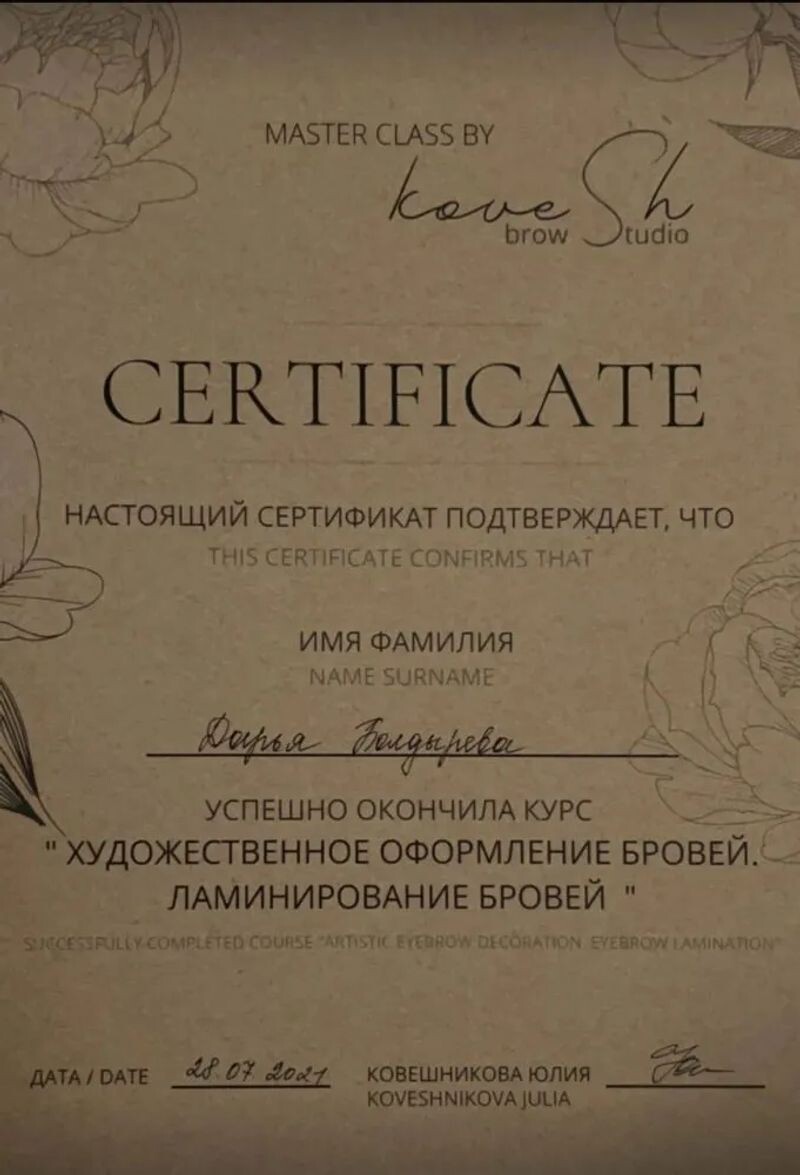 MASTER CLASS BY
koveSh
brow Studio
CERTIFICATE
НАСТОЯЩИЙ СЕРТИФИКАТ ПОДТВЕРЖДАЕТ, ЧТО
THIS CERTIFICATE CONFIRMS THAT
ИМЯ ФАМИЛИЯ
NAME SURNAME
Дарья Болдырева
УСПЕШНО ОКОНЧИЛА КУРС
" ХУДОЖЕСТВЕННОЕ ОФОРМЛЕНИЕ БРОВЕЙ.
ЛАМИНИРОВАНИЕ БРОВЕЙ "
SUCCESSFULLY COMPLETED COURSE "ARTISTIC EYEBROW DECORATION. EYEBROW LAMINATION"
ДАТА / DATE 28.07 2021 КОВЕШНИКОВА ЮЛИЯ
KOVESHNIKOVA JULIA